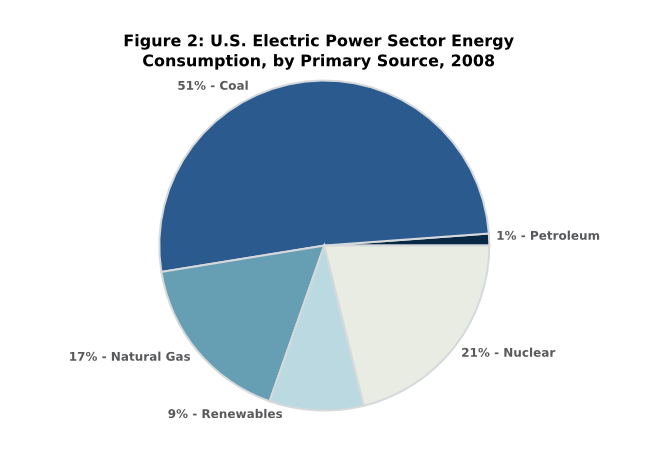 Figure 2: U.S. Electric Power Sector Energy
Consumption, by Primary Source, 2008
51% - Coal
1% - Petroleum
21% - Nuclear
17% - Natural Gas
9% - Renewables